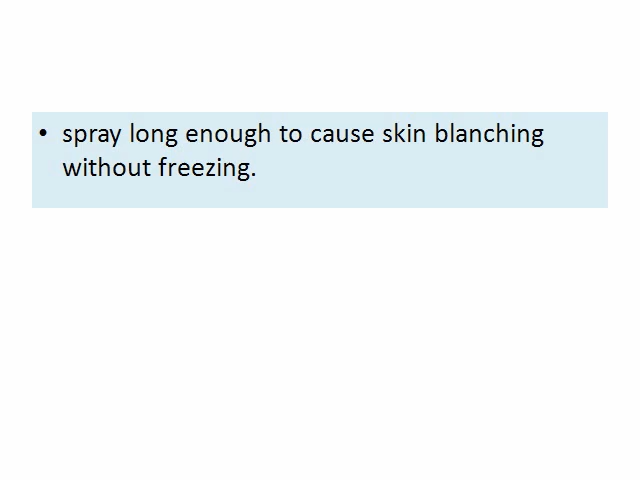 • spray long enough to cause skin blanching
without freezing.